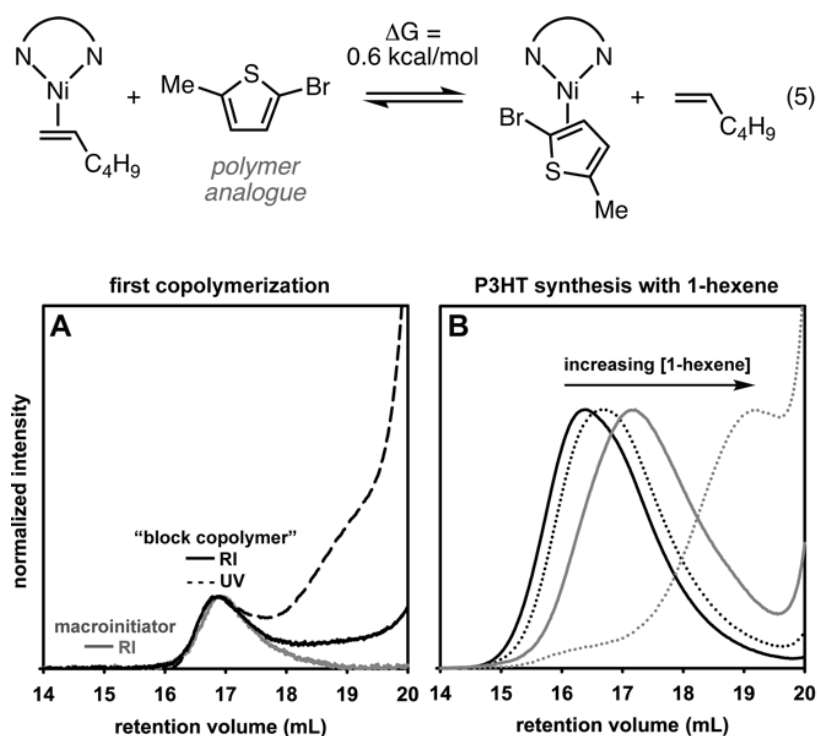 ΔG =
0.6 kcal/mol
N N
Ni
C₄H₉
+
Me S Br
polymer
analogue
N N
Ni
Br
S
Me
+
C₄H₉
(5)
first copolymerization
P3HT synthesis with 1-hexene
A
B
increasing [1-hexene]
normalized intensity
"block copolymer"
RI
UV
macroinitiator
RI
14 15 16 17 18 19 20
14 15 16 17 18 19 20
retention volume (mL)
retention volume (mL)